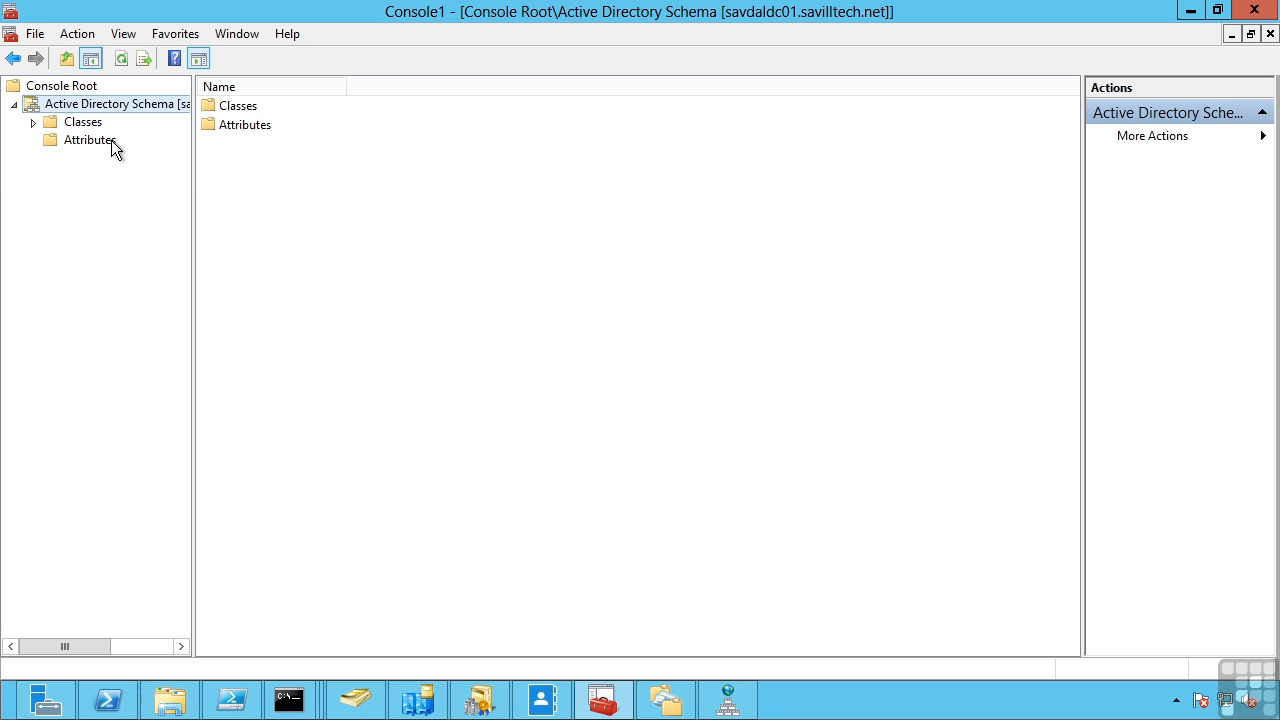 Console1 - [Console Root\Active Directory Schema [savdaldc01.savilltech.net]]
File Action View Favorites Window Help
Console Root
Active Directory Schema [sa
Classes
Attributes
Name
Classes
Attributes
Actions
Active Directory Sche...
More Actions